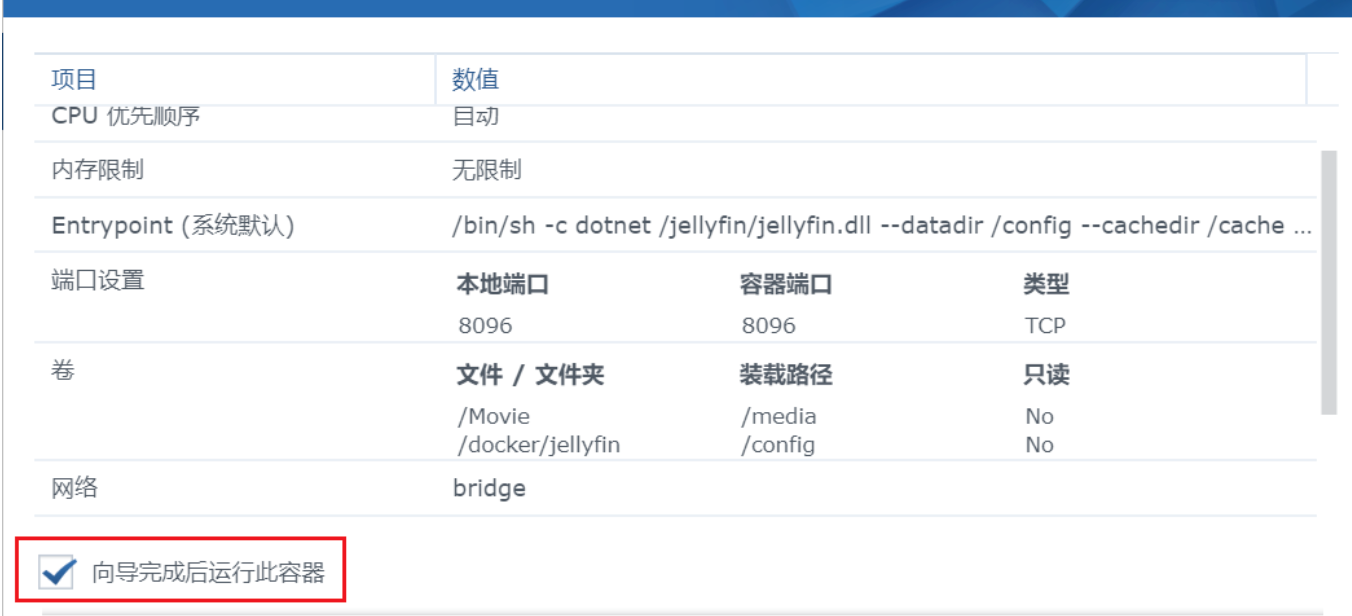 项目 数值
CPU 优先顺序 自动
内存限制 无限制
Entrypoint (系统默认) /bin/sh -c dotnet /jellyfin/jellyfin.dll --datadir /config --cachedir /cache ...
端口设置 本地端口 容器端口 类型
8096 8096 TCP
卷 文件 / 文件夹 装载路径 只读
/Movie /media No
/docker/jellyfin /config No
网络 bridge
向导完成后运行此容器